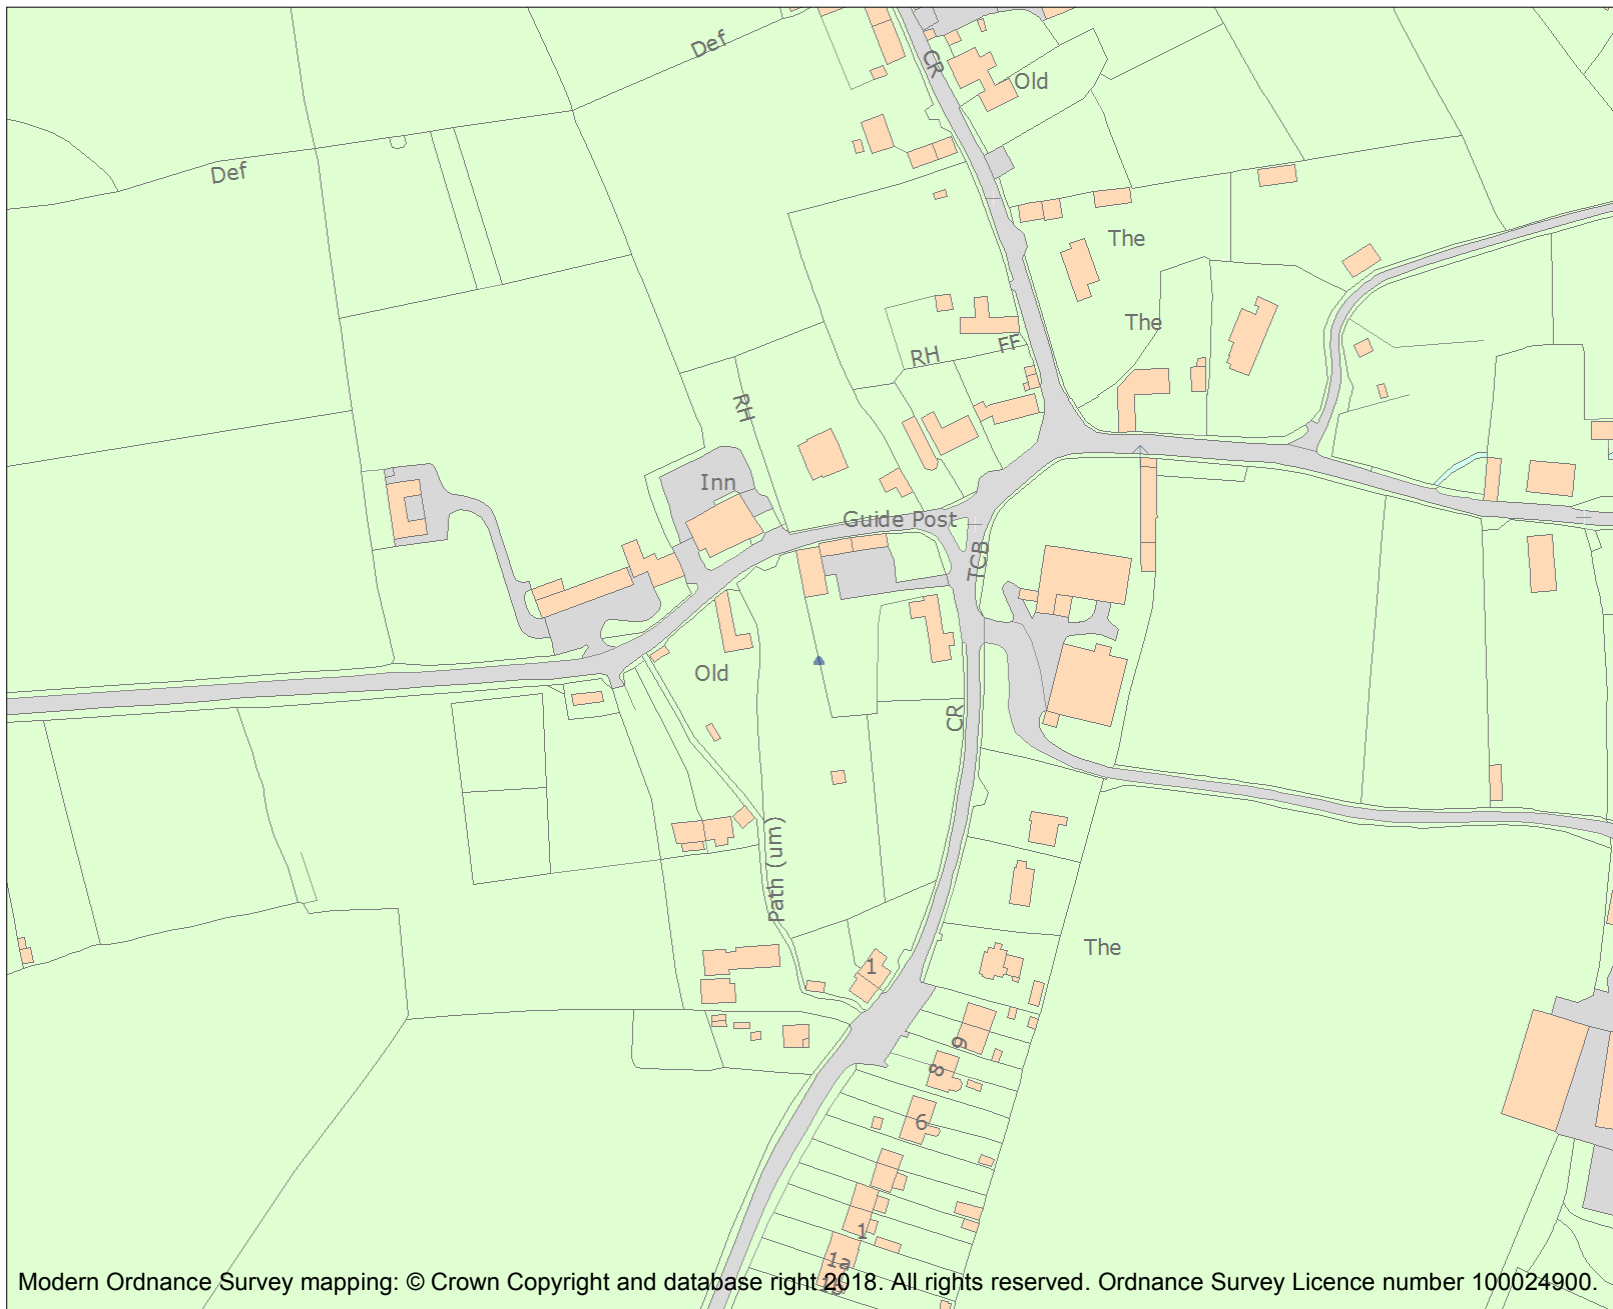 Def
CR
Old
Def
The
The
FF
RH
RH
Inn
Guide Post
TCB
Old
CR
Path (um)
The
1
9
8
6
1
1a
Modern Ordnance Survey mapping: © Crown Copyright and database right 2018. All rights reserved. Ordnance Survey Licence number 100024900.